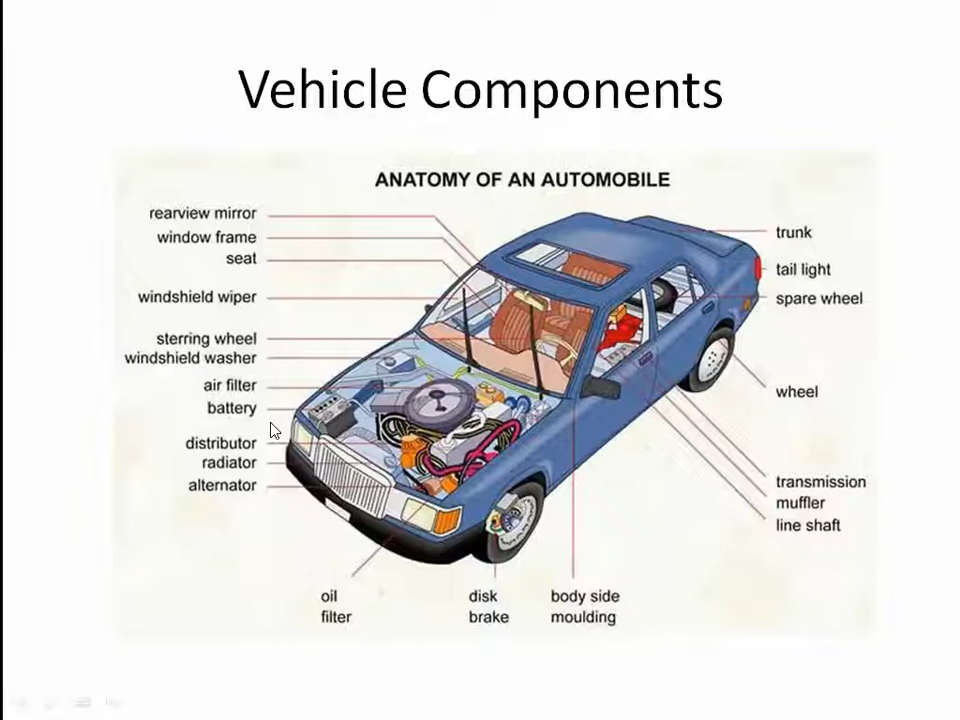 Vehicle Components
ANATOMY OF AN AUTOMOBILE
rearview mirror
window frame
seat
windshield wiper
sterring wheel
windshield washer
air filter
battery
distributor
radiator
alternator
trunk
tail light
spare wheel
wheel
transmission
muffler
line shaft
oil
filter
disk
brake
body side
moulding